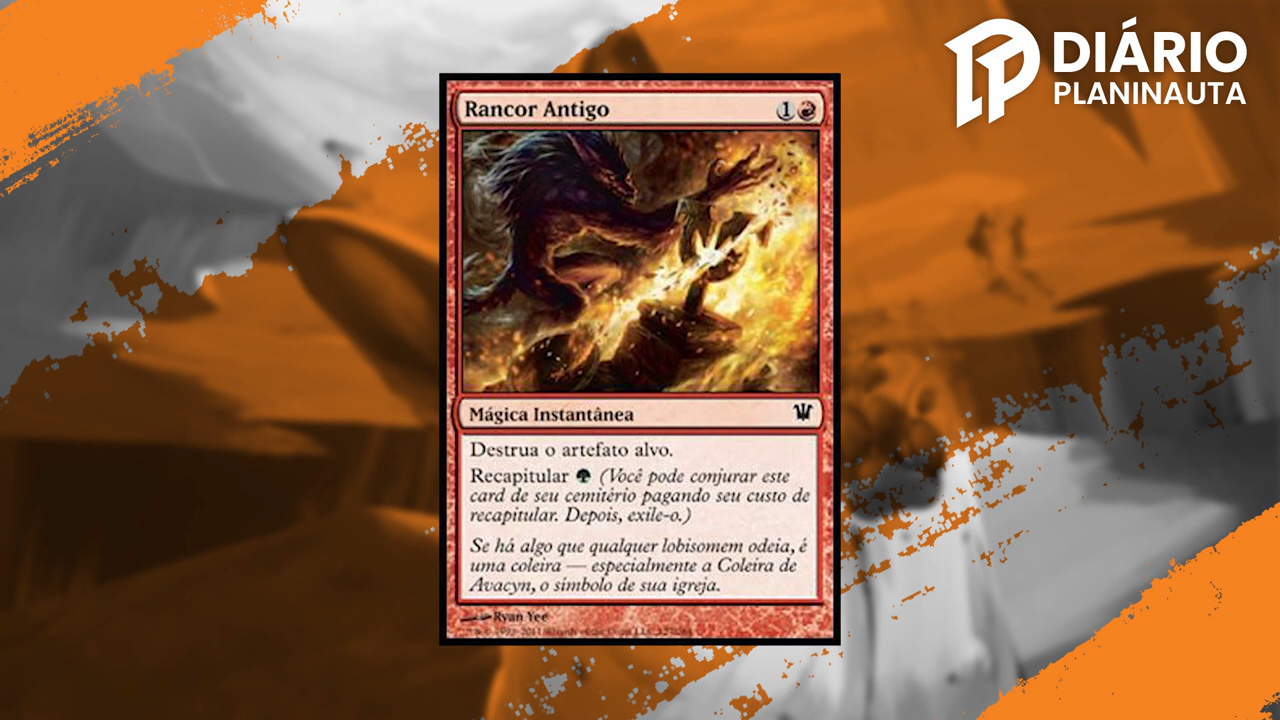 DIÁRIO
PLANINAUTA
Rancor Antigo 1
Mágica Instantânea
Destrua o artefato alvo.
Recapitular (Você pode conjurar este
card de seu cemitério pagando seu custo de
recapitular. Depois, exile-o.)
Se há algo que qualquer lobisomem odeia, é
uma coleira — especialmente a Coleira de
Avacyn, o símbolo de sua igreja.
Ryan Yee